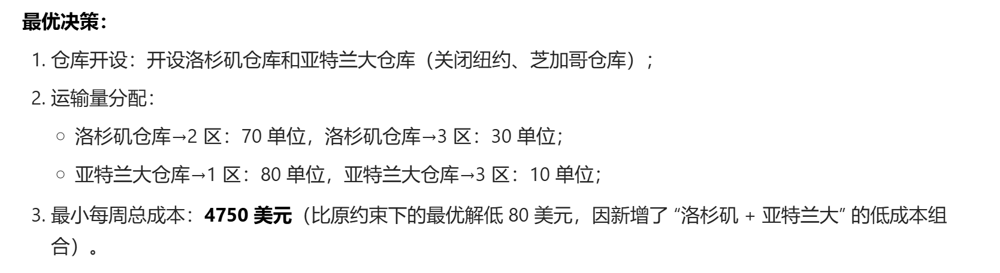 最优决策：
1. 仓库开设：开设洛杉矶仓库和亚特兰大仓库（关闭纽约、芝加哥仓库）；
2. 运输量分配：
○ 洛杉矶仓库→2 区：70 单位，洛杉矶仓库→3 区：30 单位；
○ 亚特兰大仓库→1 区：80 单位，亚特兰大仓库→3 区：10 单位；
3. 最小每周总成本：4750 美元（比原约束下的最优解低 80 美元，因新增了 “洛杉矶 + 亚特兰大” 的低成本组
合）。